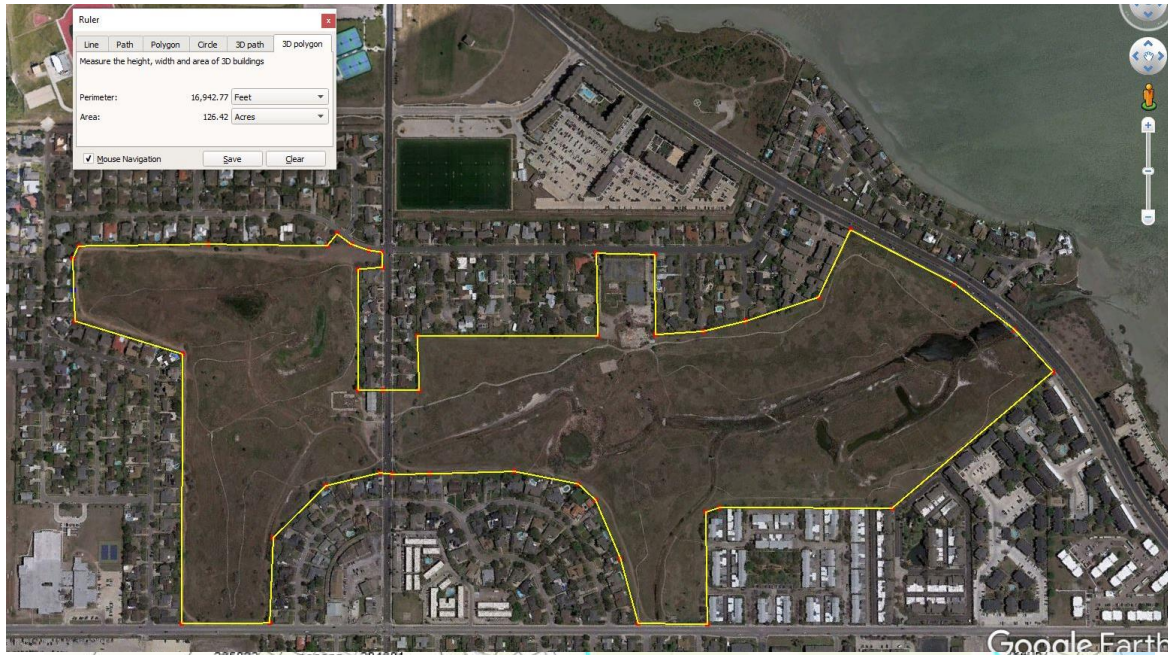 Ruler
x
Line Path Polygon Circle 3D path 3D polygon
Measure the height, width and area of 3D buildings
Perimeter: 16,942.77 Feet
Area: 126.42 Acres
Mouse Navigation Save Clear
Google Earth